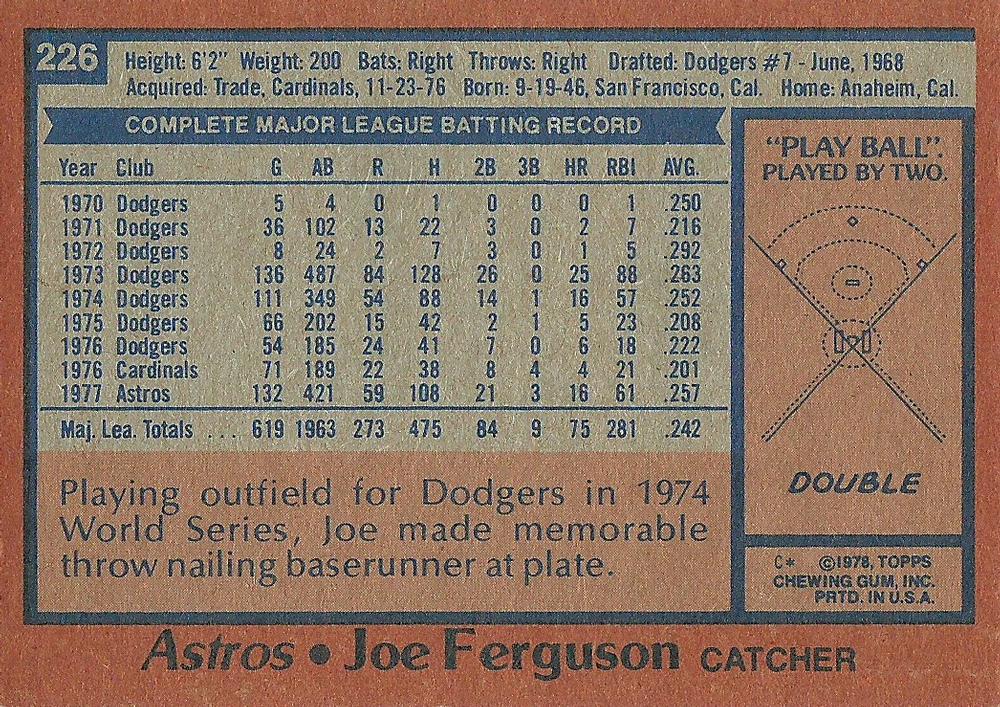 226
Height: 6'2" Weight: 200 Bats: Right Throws: Right Drafted: Dodgers #7 - June, 1968
Acquired: Trade, Cardinals, 11-23-76 Born: 9-19-46, San Francisco, Cal. Home: Anaheim, Cal.
COMPLETE MAJOR LEAGUE BATTING RECORD
Year Club G AB R H 2B 3B HR RBI AVG.
1970 Dodgers 5 4 0 1 0 0 0 1 .250
1971 Dodgers 36 102 13 22 3 0 2 7 .216
1972 Dodgers 8 24 2 7 3 0 1 5 .292
1973 Dodgers 136 487 84 128 26 0 25 88 .263
1974 Dodgers 111 349 54 88 14 1 16 57 .252
1975 Dodgers 66 202 15 42 2 1 5 23 .208
1976 Dodgers 54 185 24 41 7 0 6 18 .222
1976 Cardinals 71 189 22 38 8 4 4 21 .201
1977 Astros 132 421 59 108 21 3 16 61 .257
Maj. Lea. Totals ... 619 1963 273 475 84 9 75 281 .242
Playing outfield for Dodgers in 1974
World Series, Joe made memorable
throw nailing baserunner at plate.
"PLAY BALL".
PLAYED BY TWO.
DOUBLE
C* ©1978, TOPPS
CHEWING GUM, INC.
PRTD. IN U.S.A.
Astros • Joe Ferguson CATCHER